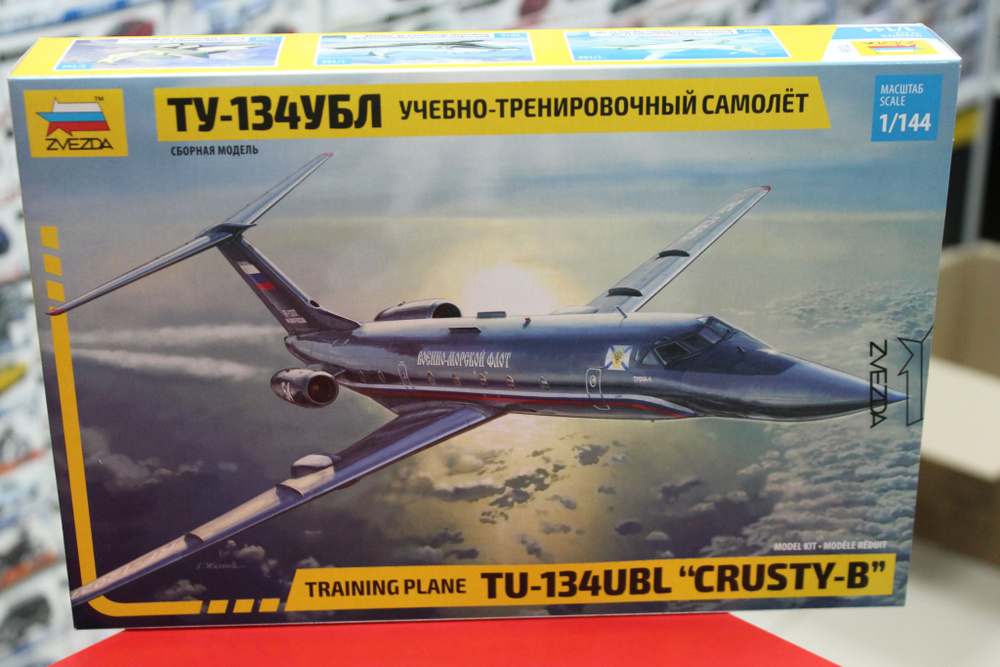 ТУ-134УБЛ УЧЕБНО-ТРЕНИРОВОЧНЫЙ САМОЛЁТ
МАСШТАБ
SCALE
1/144
ZVEZDA
TM
СБОРНАЯ МОДЕЛЬ
ВОЕННО-МОРСКОЙ ФЛОТ
ZVEZDA
MODEL KIT • MODÈLE RÉDUIT
TRAINING PLANE TU-134UBL “CRUSTY-B”